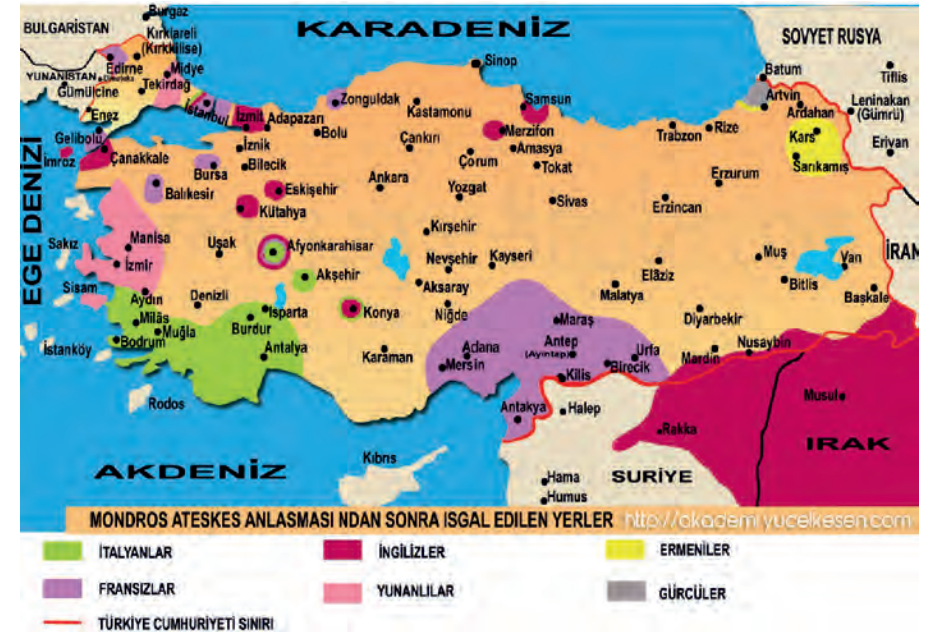 BULGARİSTAN
Burgaz
Kırklareli
(Kırkkilise)
KARADENİZ
SOVYET RUSYA
YUNANİSTAN
Edirne
Midye
Gümülcine
Tekirdağ
Enez
İstanbul
İzmit
Adapazarı
Zonguldak
Bolu
Kastamonu
Sinop
Samsun
Merzifon
Amasya
Çankırı
Çorum
Tokat
Trabzon
Rize
Batum
Artvin
Ardahan
Kars
Sarıkamış
Tiflis
Leninakan
(Gümrü)
Erivan
Gelibolu
İmroz
Çanakkale
İznik
Bilecik
Bursa
Balıkesir
Eskişehir
Kütahya
Ankara
Yozgat
Sivas
Erzincan
Erzurum
EGE DENİZİ
Sakız
Manisa
İzmir
Sisam
Uşak
Afyonkarahisar
Akşehir
Kırşehir
Nevşehir
Kayseri
Aksaray
Niğde
Elâziz
Malatya
Muş
Bitlis
Van
Başkale
İRAN
Aydın
Denizli
Milâs
Muğla
Bodrum
Isparta
Burdur
Antalya
Konya
Karaman
Diyarbekir
Maraş
Antep
(Ayıntap)
Adana
Mersin
Urfa
Birecik
Kilis
Mardin
Nusaybin
Antakya
Halep
İstanköy
Rodos
Kıbrıs
AKDENİZ
Hama
Humus
SURİYE
Rakka
Musul
IRAK
MONDROS ATESKES ANLASMASI NDAN SONRA ISGAL EDILEN YERLER http://akademi.yucelkesen.com
İTALYANLAR
İNGİLİZLER
ERMENİLER
FRANSIZLAR
YUNANLILAR
GÜRCÜLER
TÜRKİYE CUMHURİYETİ SINIRI